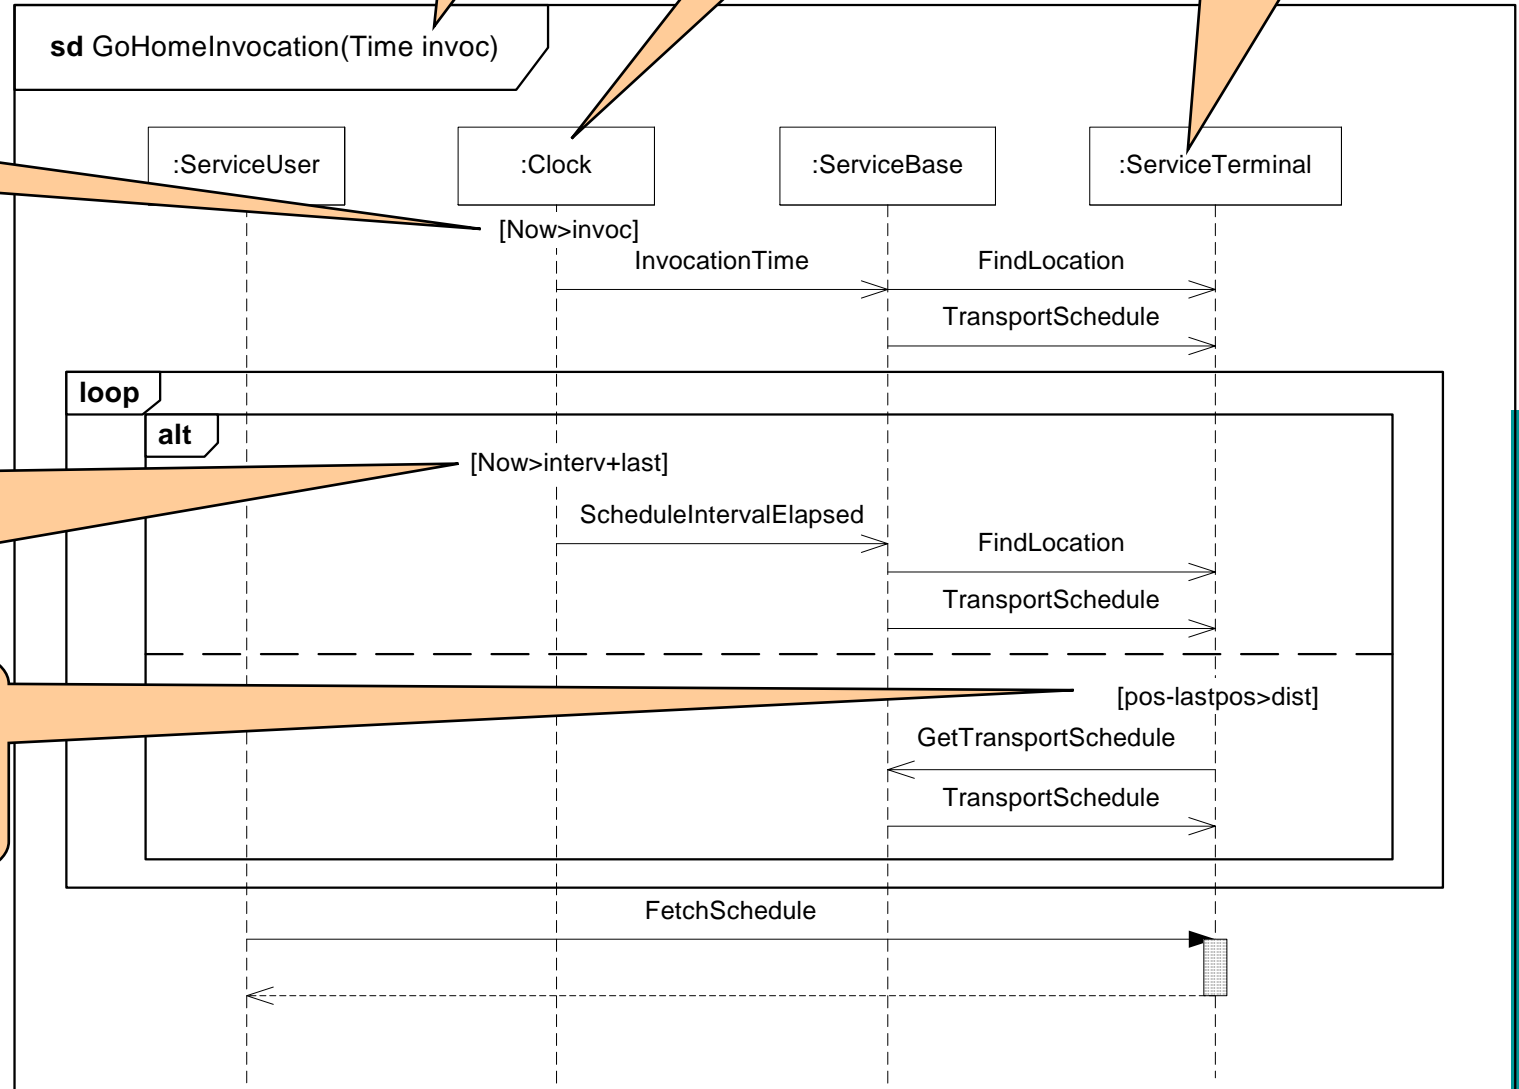 sd GoHomeInvocation(Time invoc)
:ServiceUser
:Clock
:ServiceBase
:ServiceTerminal
[Now>invoc]
InvocationTime
FindLocation
TransportSchedule
loop
alt
[Now>interv+last]
ScheduleIntervalElapsed
FindLocation
TransportSchedule
[pos-lastpos>dist]
GetTransportSchedule
TransportSchedule
FetchSchedule